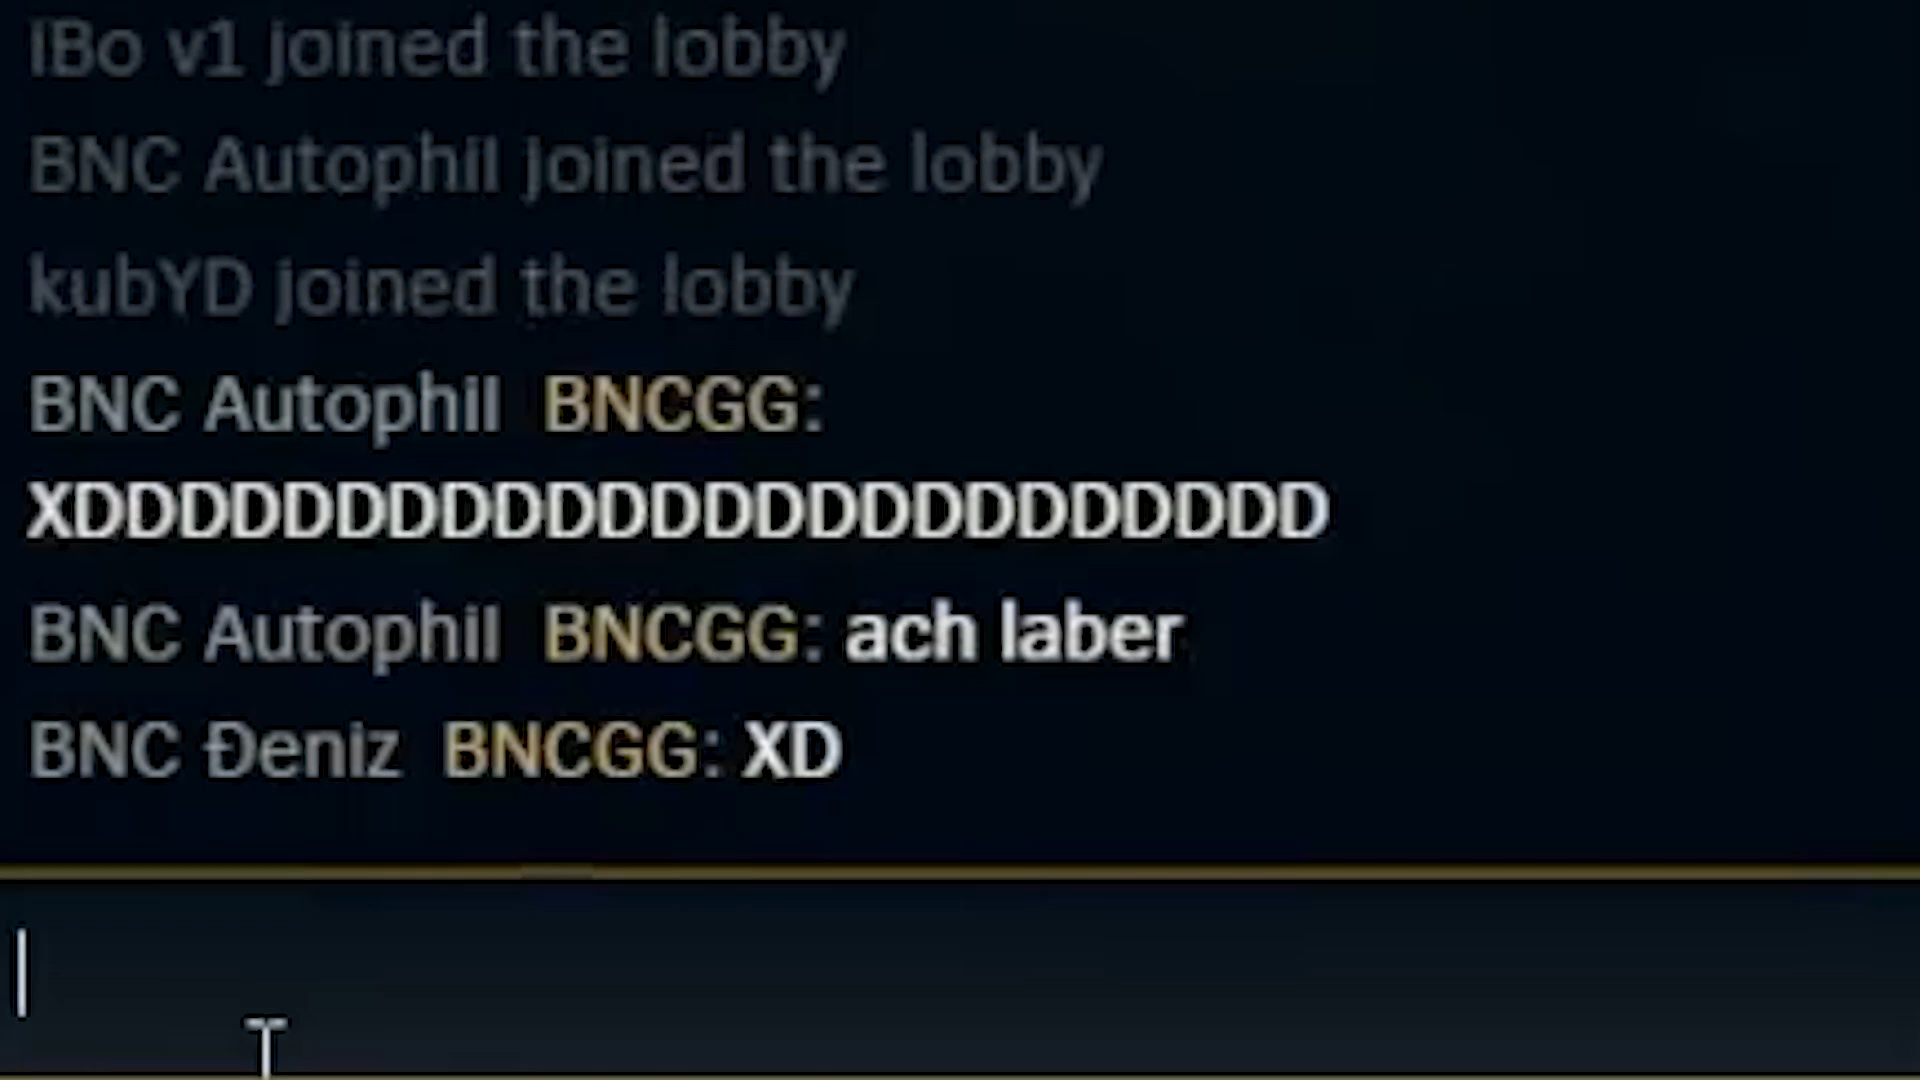 iBo v1 joined the lobby
BNC Autophil joined the lobby
kubYD joined the lobby
BNC Autophil BNCGG:
XDDDDDDDDDDDDDDDDDDDDDDDD
BNC Autophil BNCGG: ach laber
BNC Đeniz BNCGG: XD